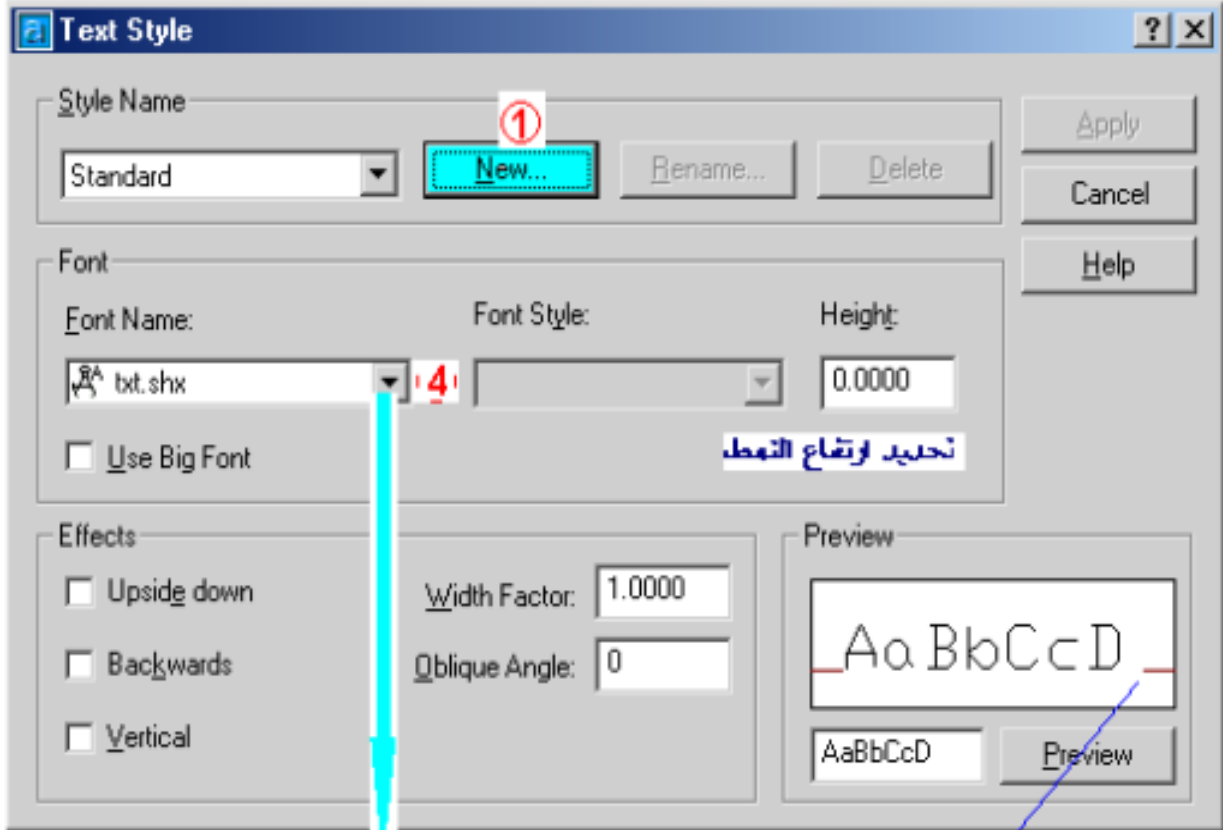 Text Style
Style Name
①
Standard
New...
Rename...
Delete
Apply
Cancel
Help
Font
Font Name:
Font Style:
Height:
txt.shx
4
0.0000
Use Big Font
تحديد ارتفاع النمط
Effects
Upside down
Backwards
Vertical
Width Factor:
1.0000
Oblique Angle:
0
Preview
AaBbCcD
AaBbCcD
Preview